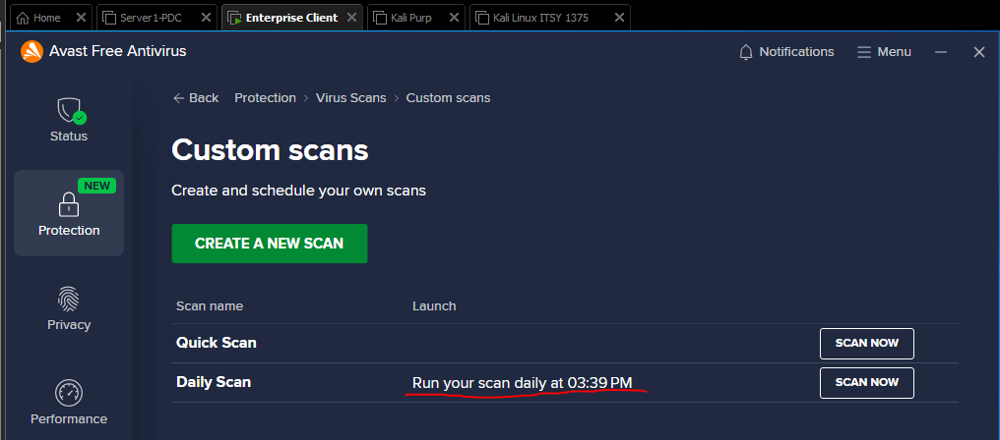 Home
Server1-PDC
Enterprise Client
Kali Purp
Kali Linux ITSY 1375
Avast Free Antivirus
Notifications
Menu
Status
NEW
Protection
Privacy
Performance
Back Protection > Virus Scans > Custom scans
Custom scans
Create and schedule your own scans
CREATE A NEW SCAN
Scan name Launch
Quick Scan SCAN NOW
Daily Scan Run your scan daily at 03:39 PM SCAN NOW